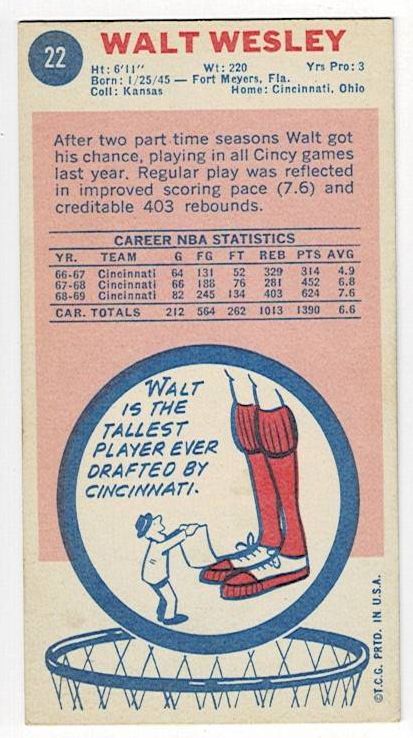 22
WALT WESLEY
Ht: 6'11" Wt: 220 Yrs Pro: 3
Born: 1/25/45 — Fort Meyers, Fla.
Coll: Kansas Home: Cincinnati, Ohio
After two part time seasons Walt got
his chance, playing in all Cincy games
last year. Regular play was reflected
in improved scoring pace (7.6) and
creditable 403 rebounds.
CAREER NBA STATISTICS
YR. TEAM G FG FT REB PTS AVG
66-67 Cincinnati 64 131 52 329 314 4.9
67-68 Cincinnati 66 188 76 281 452 6.8
68-69 Cincinnati 82 245 134 403 624 7.6
CAR. TOTALS 212 564 262 1013 1390 6.6
WALT
IS THE
TALLEST
PLAYER EVER
DRAFTED BY
CINCINNATI.
©T.C.G. PRTD. IN U.S.A.